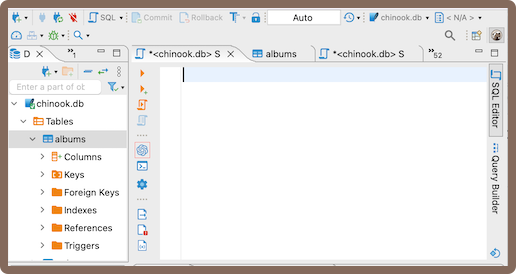 SQL Commit Rollback Auto chinook.db < N/A >
D »1 *<chinook.db> S albums *<chinook.db> S »52
Enter a part of ob
chinook.db
Tables
albums
Columns
Keys
Foreign Keys
Indexes
References
Triggers
SQL Editor
Query Builder